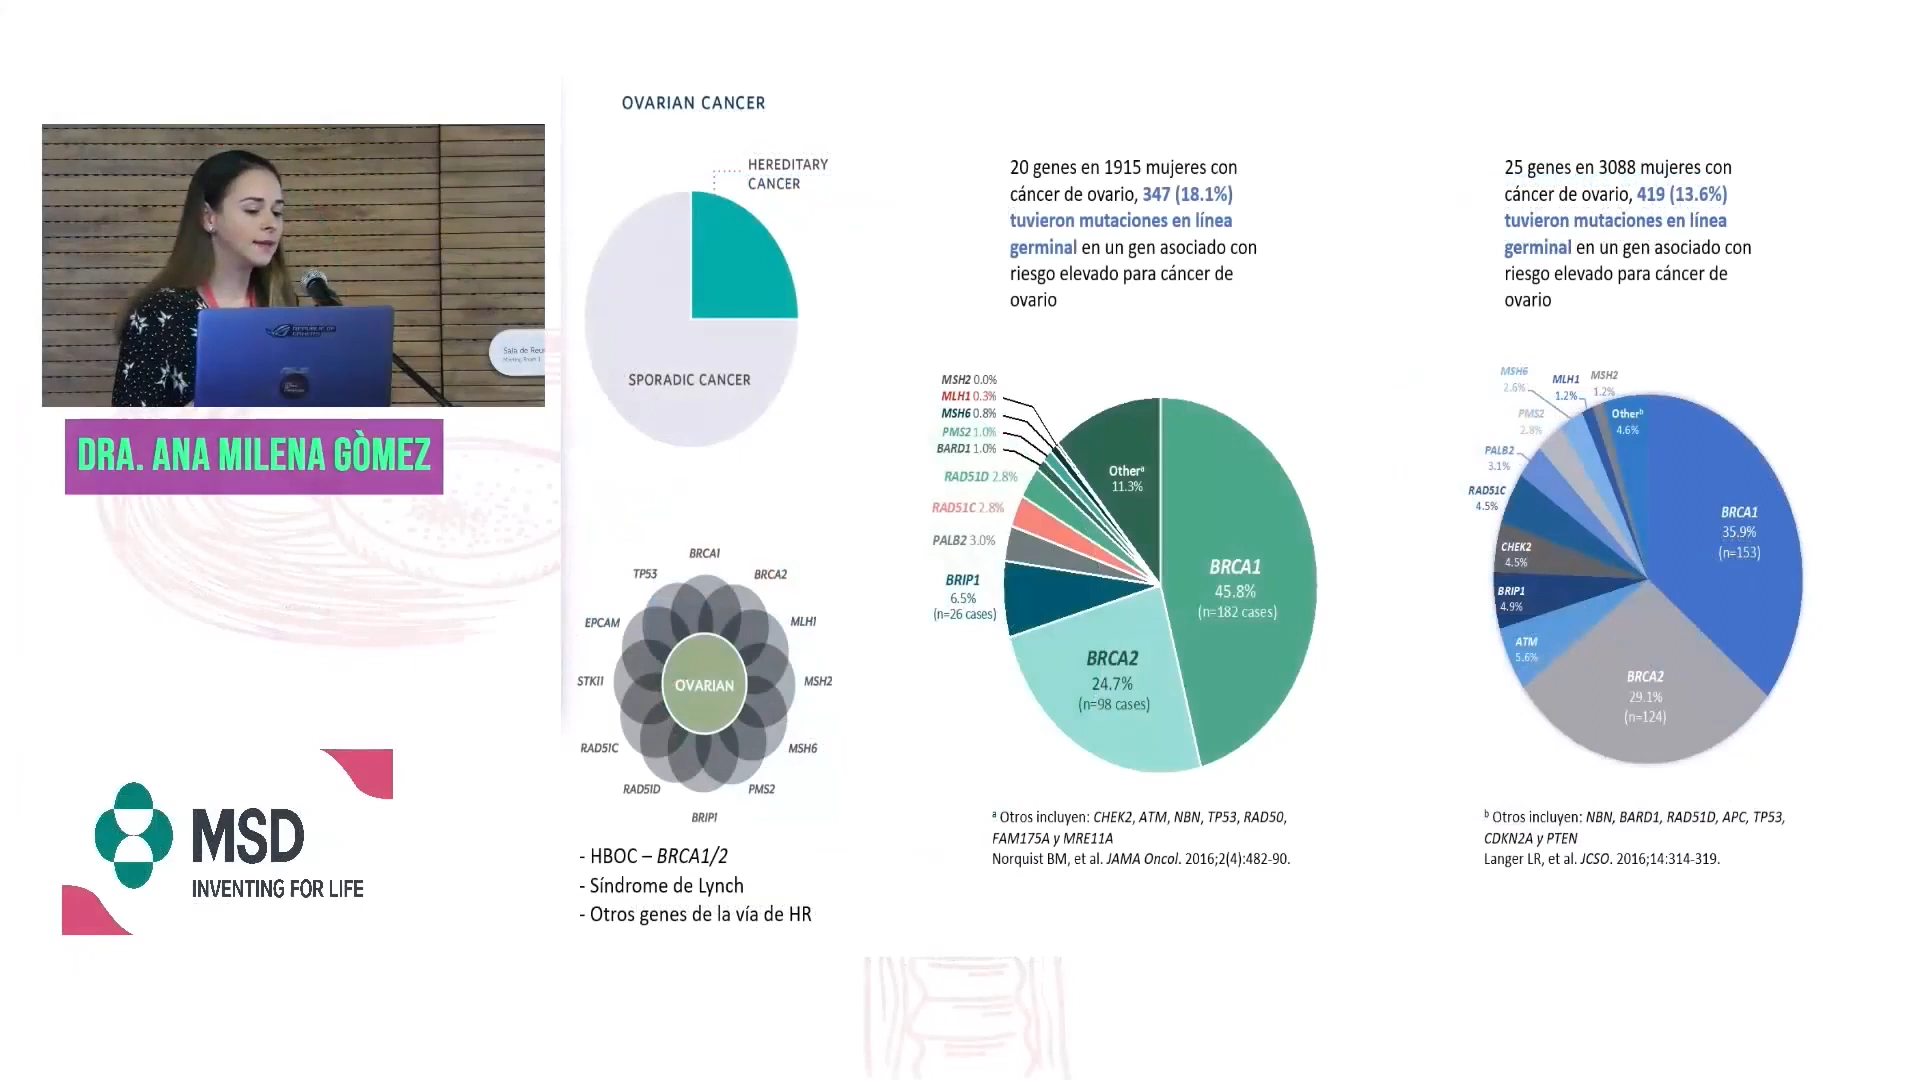 OVARIAN CANCER
HEREDITARY
CANCER
SPORADIC CANCER
REPUBLIC OF
GAMERS
Sala de Reu
Meeting Room 1
DRA. ANA MILENA GÒMEZ
MSD
INVENTING FOR LIFE
BRCA1
BRCA2
MLH1
MSH2
MSH6
PMS2
BRIP1
RAD51D
RAD51C
STK11
EPCAM
TP53
OVARIAN
- HBOC – BRCA1/2
- Síndrome de Lynch
- Otros genes de la vía de HR
20 genes en 1915 mujeres con
cáncer de ovario, 347 (18.1%)
tuvieron mutaciones en línea
germinal en un gen asociado con
riesgo elevado para cáncer de
ovario
MSH2 0.0%
MLH1 0.3%
MSH6 0.8%
PMS2 1.0%
BARD1 1.0%
RAD51D 2.8%
RAD51C 2.8%
PALB2 3.0%
BRIP1
6.5%
(n=26 cases)
Otherᵃ
11.3%
BRCA1
45.8%
(n=182 cases)
BRCA2
24.7%
(n=98 cases)
ᵃ Otros incluyen: CHEK2, ATM, NBN, TP53, RAD50,
FAM175A y MRE11A
Norquist BM, et al. JAMA Oncol. 2016;2(4):482-90.
25 genes en 3088 mujeres con
cáncer de ovario, 419 (13.6%)
tuvieron mutaciones en línea
germinal en un gen asociado con
riesgo elevado para cáncer de
ovario
MSH6
2.6%
MLH1
1.2%
MSH2
1.2%
Otherᵇ
4.6%
PMS2
2.8%
PALB2
3.1%
RAD51C
4.5%
CHEK2
4.5%
BRIP1
4.9%
ATM
5.6%
BRCA1
35.9%
(n=153)
BRCA2
29.1%
(n=124)
ᵇ Otros incluyen: NBN, BARD1, RAD51D, APC, TP53,
CDKN2A y PTEN
Langer LR, et al. JCSO. 2016;14:314-319.